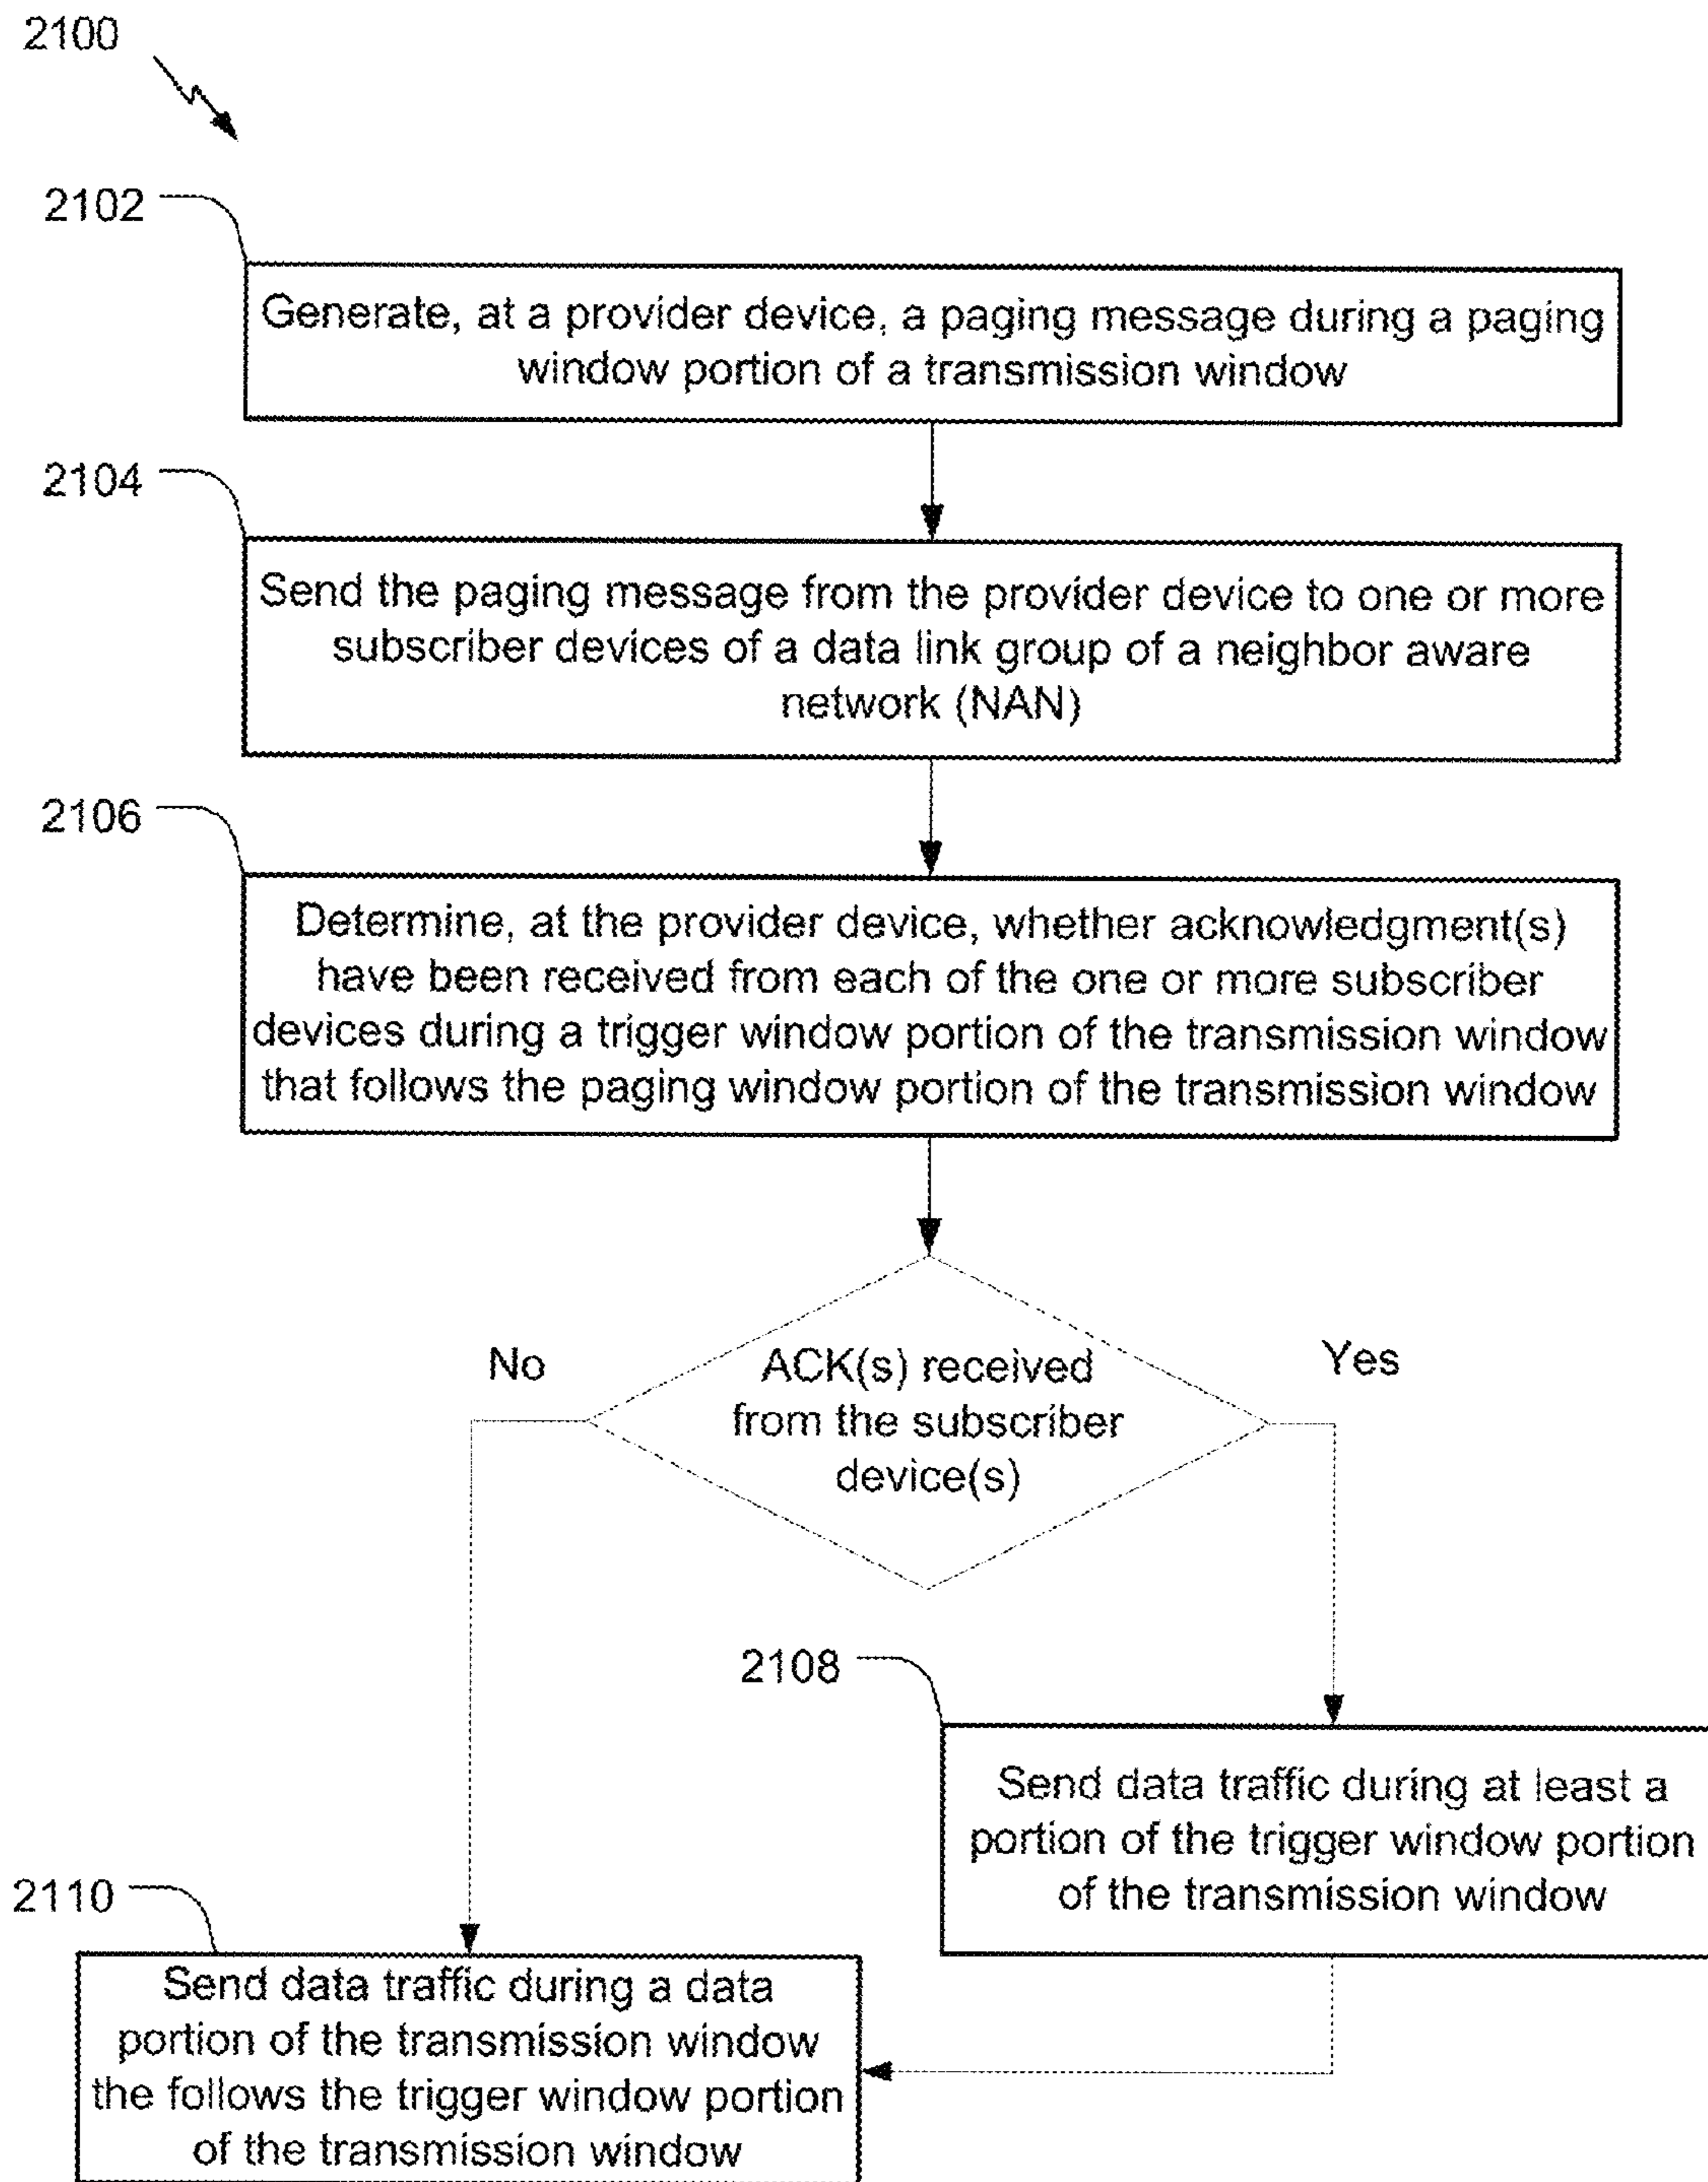 2100
2102
Generate, at a provider device, a paging message during a paging
window portion of a transmission window
2104
Send the paging message from the provider device to one or more
subscriber devices of a data link group of a neighbor aware
network (NAN)
2106
Determine, at the provider device, whether acknowledgment(s)
have been received from each of the one or more subscriber
devices during a trigger window portion of the transmission window
that follows the paging window portion of the transmission window
No
ACK(s) received
from the subscriber
device(s)
Yes
2108
Send data traffic during at least a
portion of the trigger window portion
of the transmission window
2110
Send data traffic during a data
portion of the transmission window
the follows the trigger window portion
of the transmission window